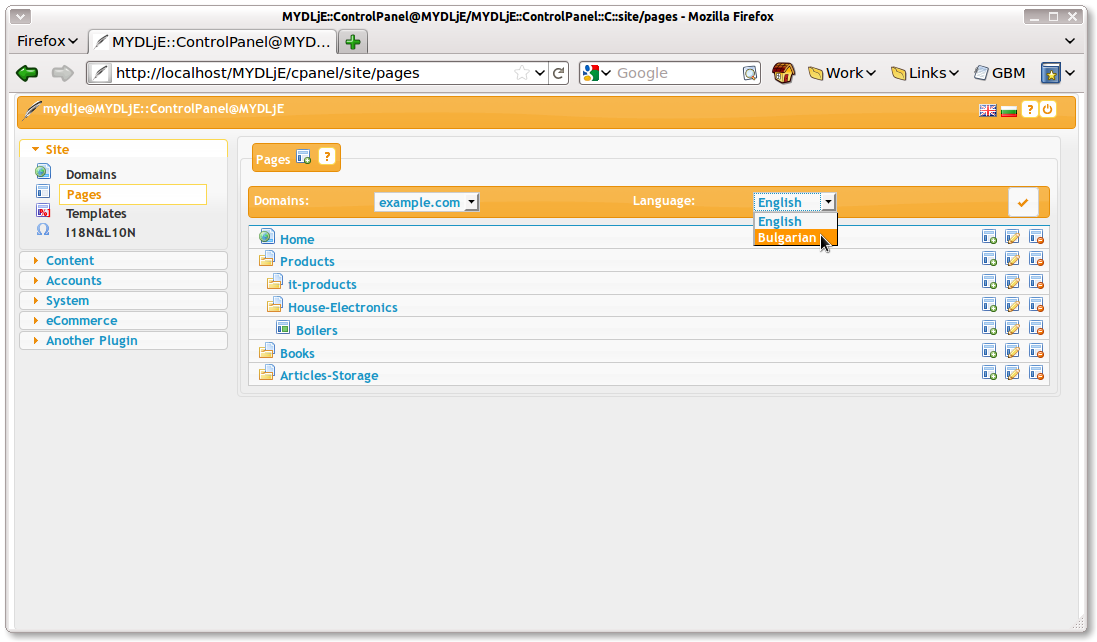 MYDLjE::ControlPanel@MYDLjE/MYDLjE::ControlPanel::C::site/pages - Mozilla Firefox
Firefox
MYDLjE::ControlPanel@MYD...
http://localhost/MYDLjE/cpanel/site/pages
Google
Work
Links
GBM
mydlje@MYDLjE::ControlPanel@MYDLjE
?
Site
Domains
Pages
Templates
I18N&L10N
Content
Accounts
System
eCommerce
Another Plugin
Pages
?
Domains:
example.com
Language:
English
English
Bulgarian
Home
Products
it-products
House-Electronics
Boilers
Books
Articles-Storage